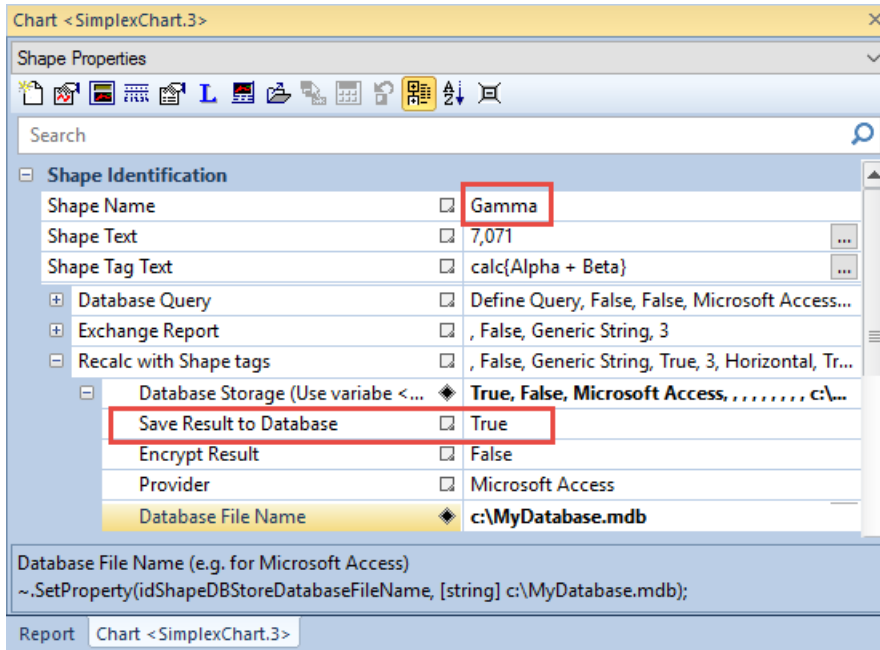 Chart <SimplexChart.3>
Shape Properties
L
A
Z
Search
Shape Identification
Shape Name Gamma
Shape Text 7,071 ...
Shape Tag Text calc{Alpha + Beta} ...
Database Query Define Query, False, False, Microsoft Access...
Exchange Report , False, Generic String, 3
Recalc with Shape tags , False, Generic String, True, 3, Horizontal, Tr...
Database Storage (Use variabe <... True, False, Microsoft Access, , , , , , , , , c:\...
Save Result to Database True
Encrypt Result False
Provider Microsoft Access
Database File Name c:\MyDatabase.mdb
Database File Name (e.g. for Microsoft Access)
~.SetProperty(idShapeDBStoreDatabaseFileName, [string] c:\MyDatabase.mdb);
Report Chart <SimplexChart.3>